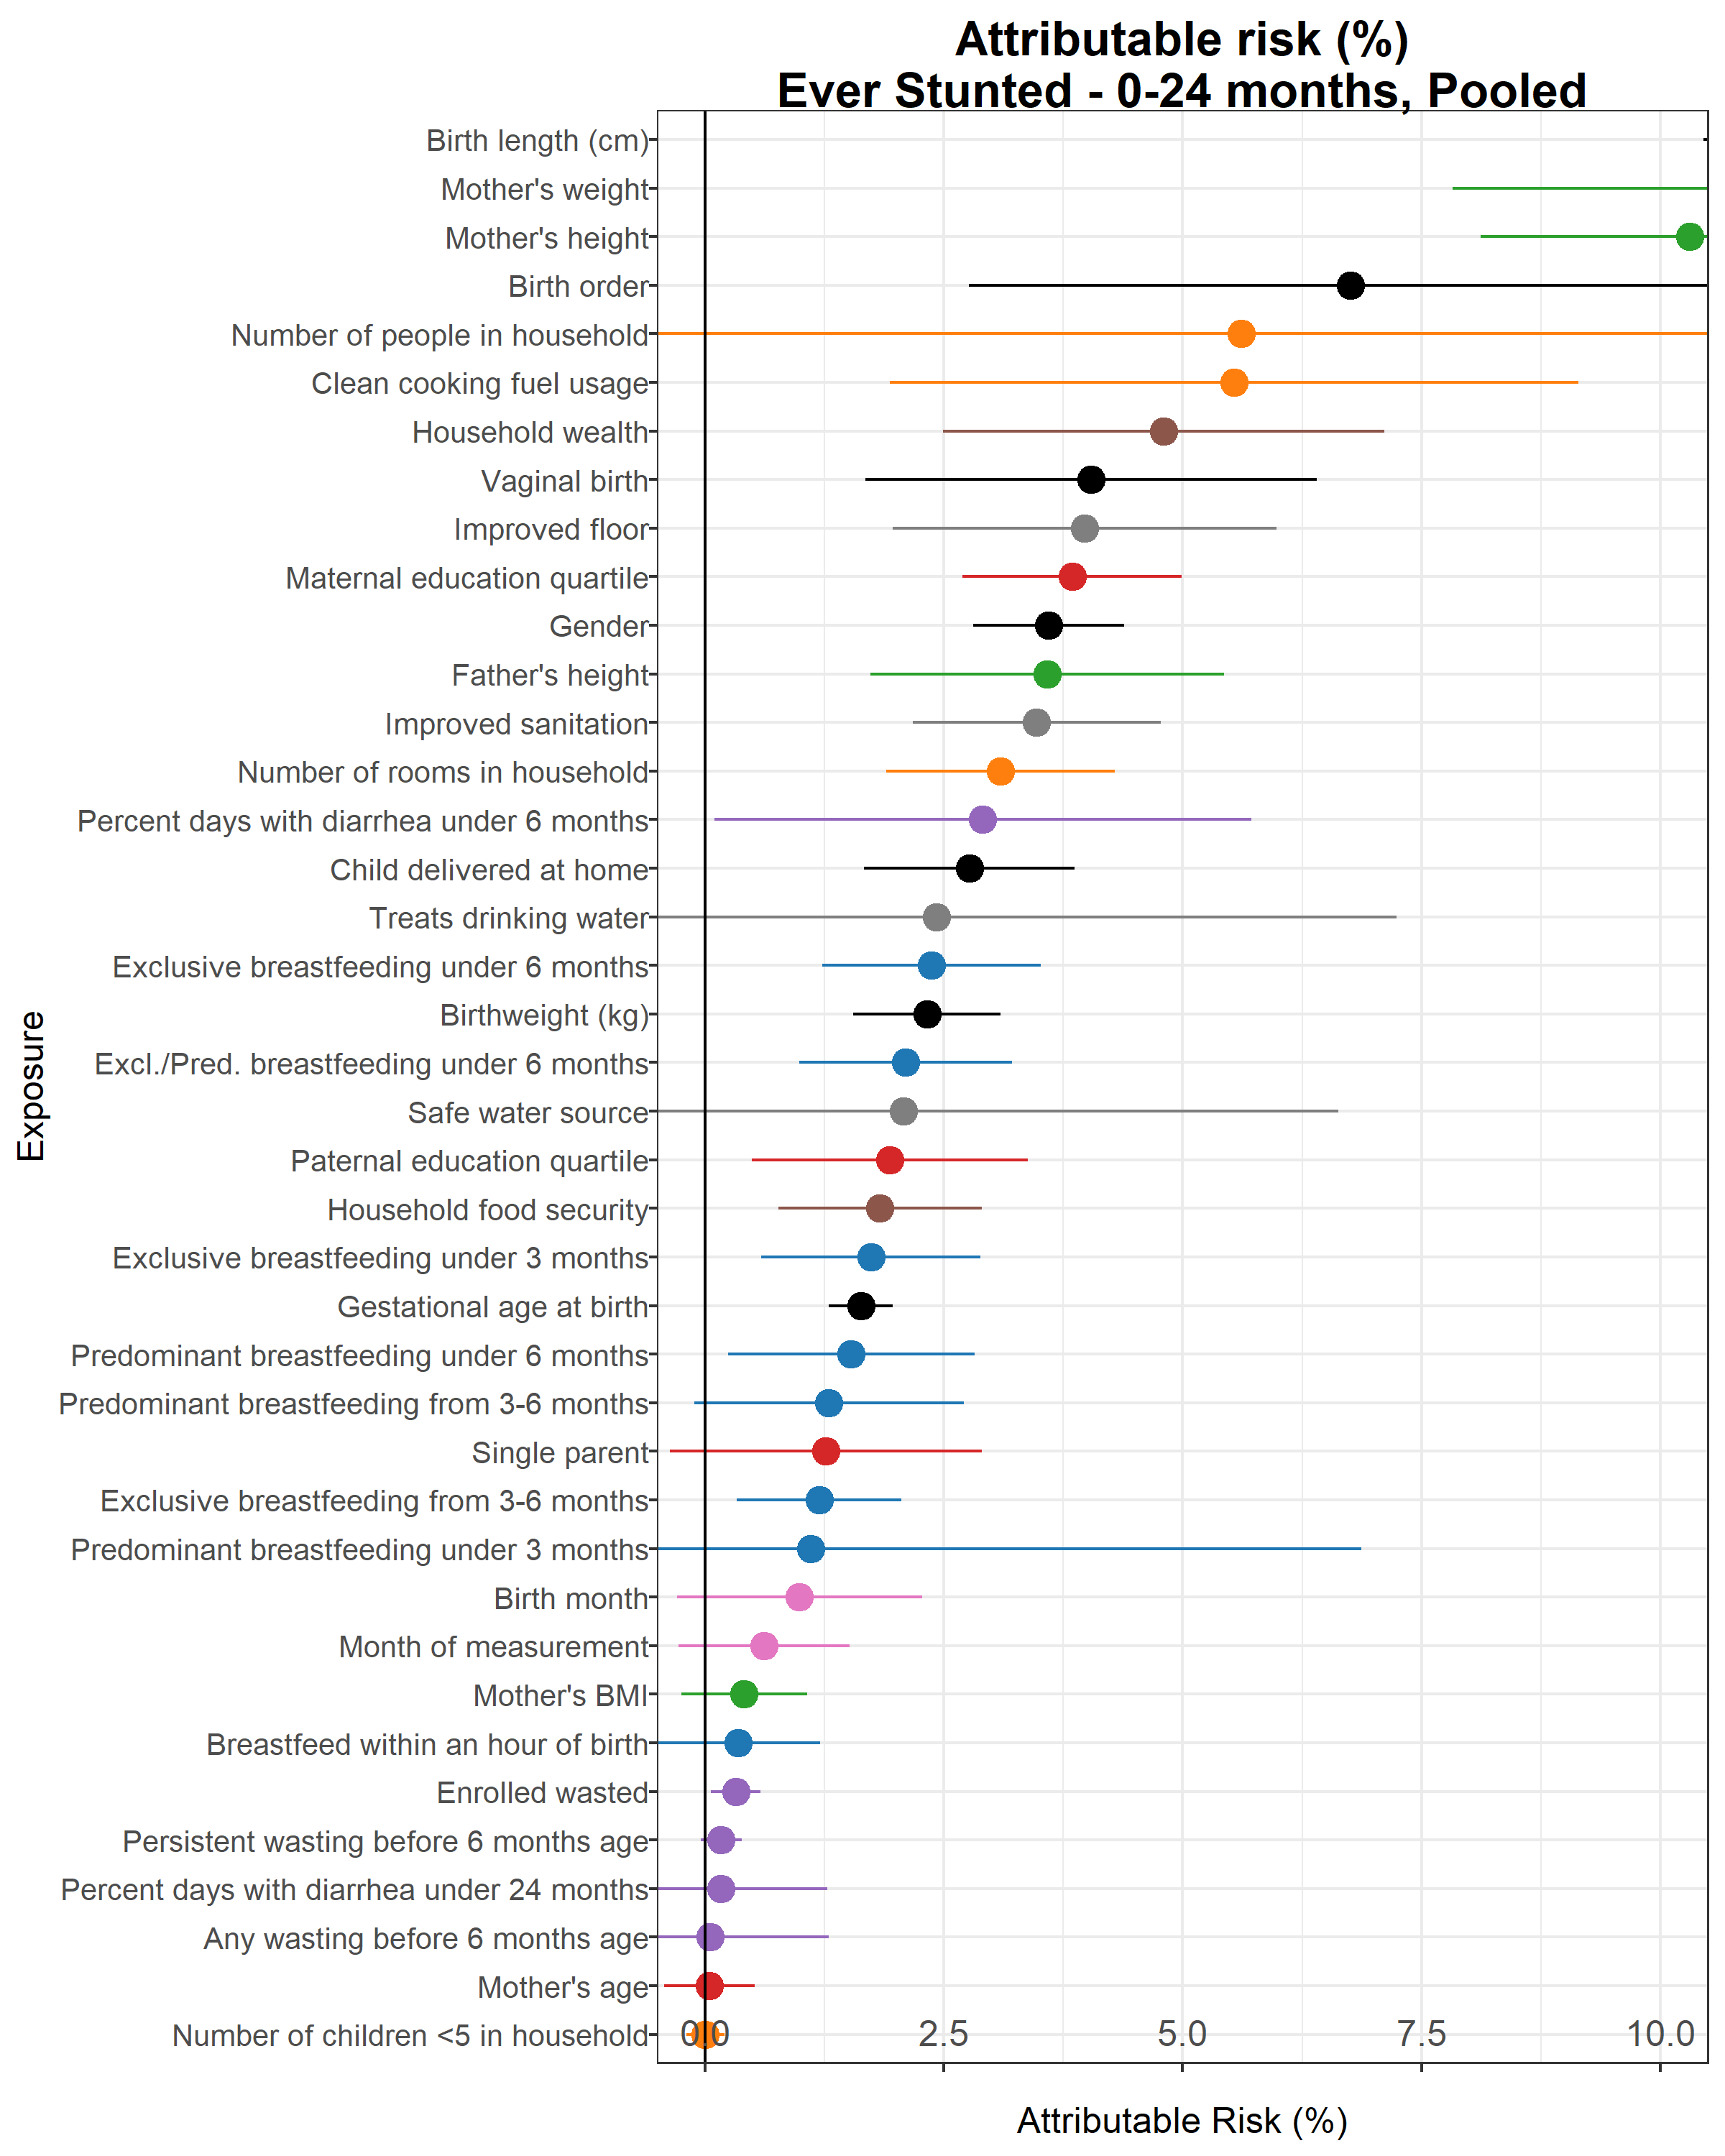 Attributable risk (%)
Ever Stunted - 0-24 months, Pooled
Birth length (cm)
Mother's weight
Mother's height
Birth order
Number of people in household
Clean cooking fuel usage
Household wealth
Vaginal birth
Improved floor
Maternal education quartile
Gender
Father's height
Improved sanitation
Number of rooms in household
Percent days with diarrhea under 6 months
Child delivered at home
Treats drinking water
Exclusive breastfeeding under 6 months
Birthweight (kg)
Excl./Pred. breastfeeding under 6 months
Safe water source
Paternal education quartile
Household food security
Exclusive breastfeeding under 3 months
Gestational age at birth
Predominant breastfeeding under 6 months
Predominant breastfeeding from 3-6 months
Single parent
Exclusive breastfeeding from 3-6 months
Predominant breastfeeding under 3 months
Birth month
Month of measurement
Mother's BMI
Breastfeed within an hour of birth
Enrolled wasted
Persistent wasting before 6 months age
Percent days with diarrhea under 24 months
Any wasting before 6 months age
Mother's age
Number of children <5 in household
Exposure
0.0 2.5 5.0 7.5 10.0
Attributable Risk (%)